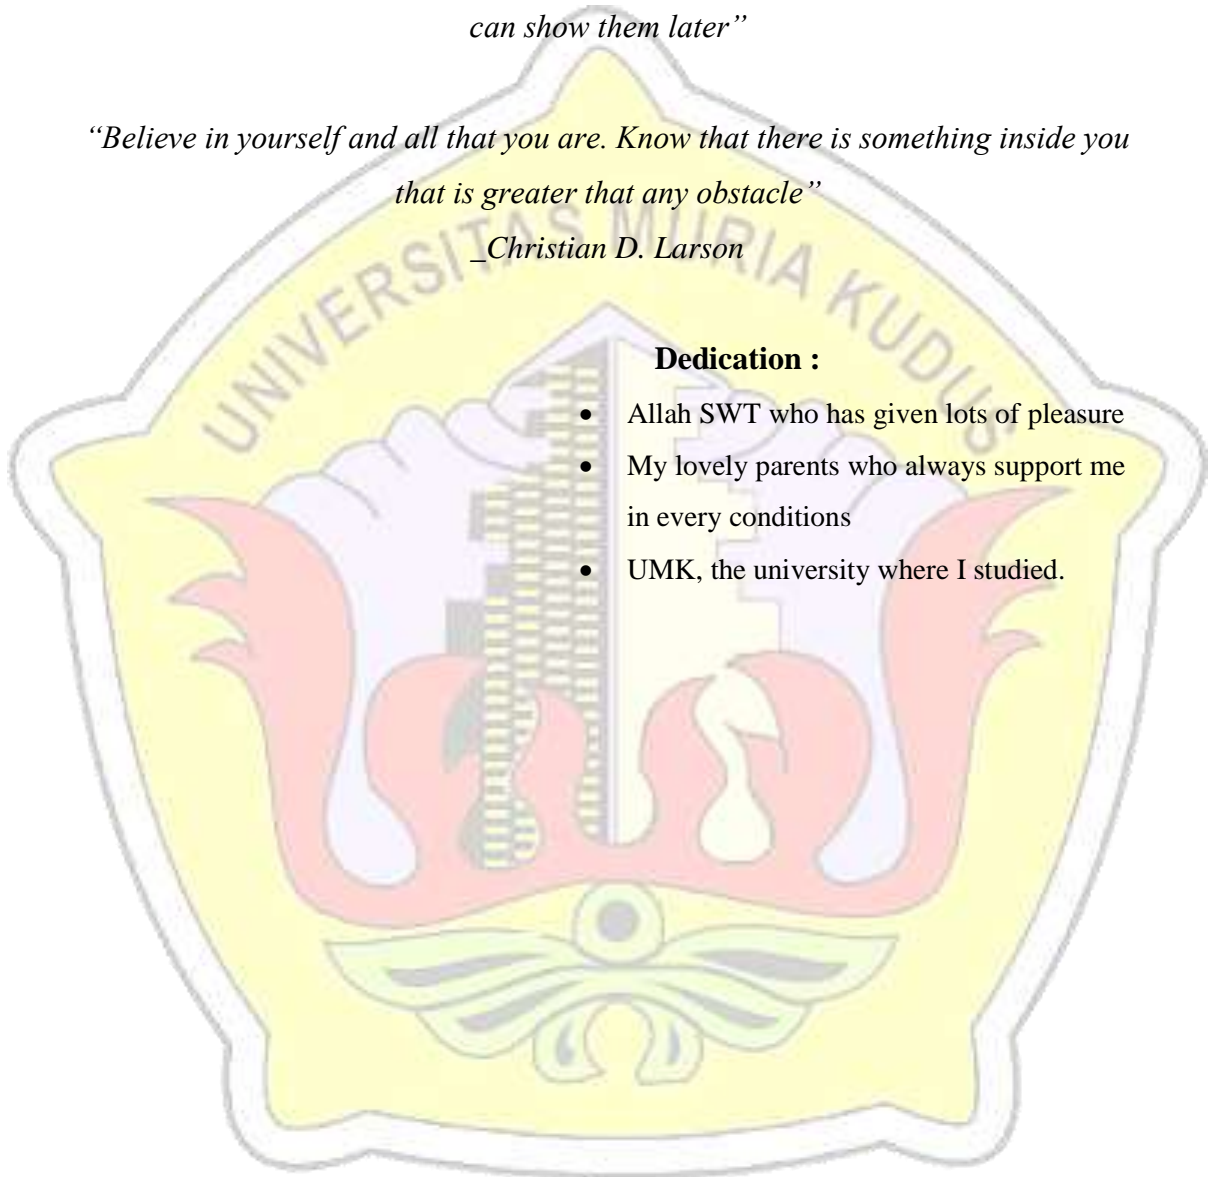 can show them later”
“Believe in yourself and all that you are. Know that there is something inside you
that is greater that any obstacle”
_Christian D. Larson
UNIVERSITAS MURIA KUDUS
Dedication :
• Allah SWT who has given lots of pleasure
• My lovely parents who always support me
in every conditions
• UMK, the university where I studied.